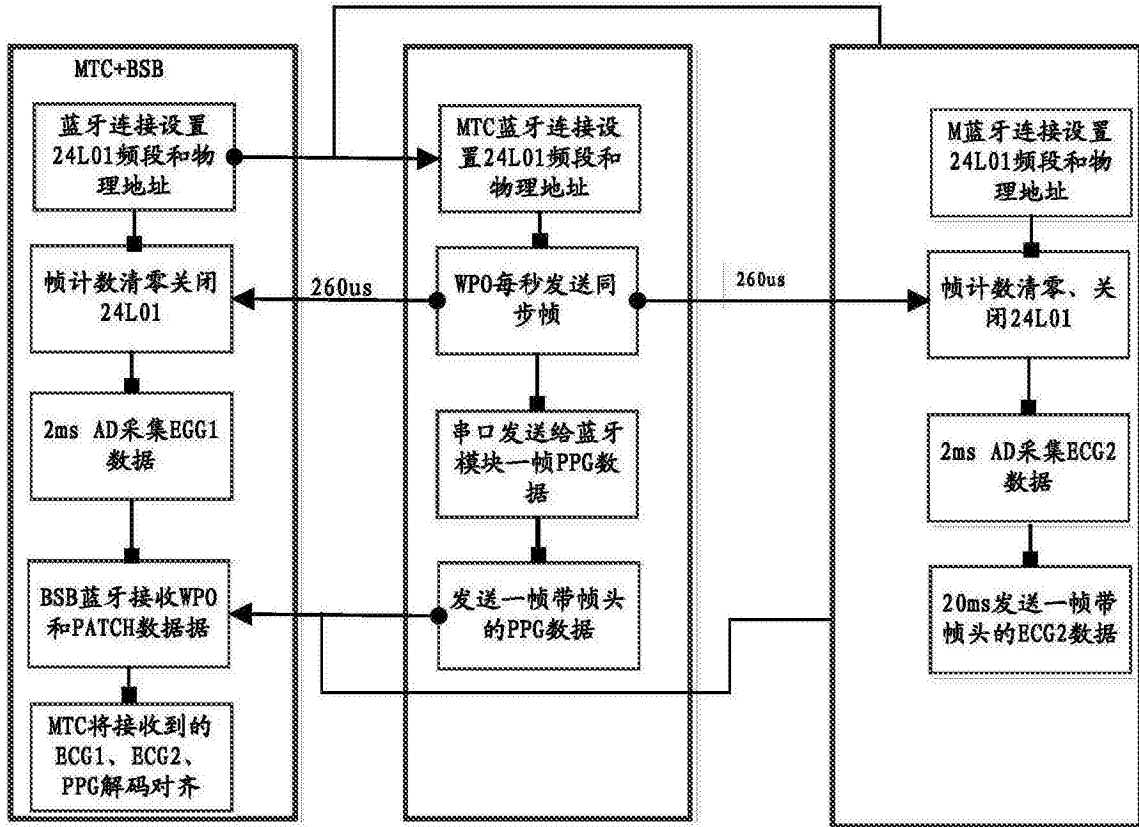 MTC+BSB
蓝牙连接设置
24L01频段和物
理地址
帧计数清零关闭
24L01
2ms AD采集EGG1
数据
BSB蓝牙接收WPO
和PATCH数据据
MTC将接收到的
ECG1、ECG2、
PPG解码对齐
260us
MTC蓝牙连接设
置24L01频段和
物理地址
WPO每秒发送同
步帧
串口发送给蓝牙
模块一帧PPG数
据
发送一帧带帧头
的PPG数据
260us
M蓝牙连接设置
24L01频段和物
理地址
帧计数清零、关
闭24L01
2ms AD采集ECG2
数据
20ms发送一帧带
帧头的ECG2数据